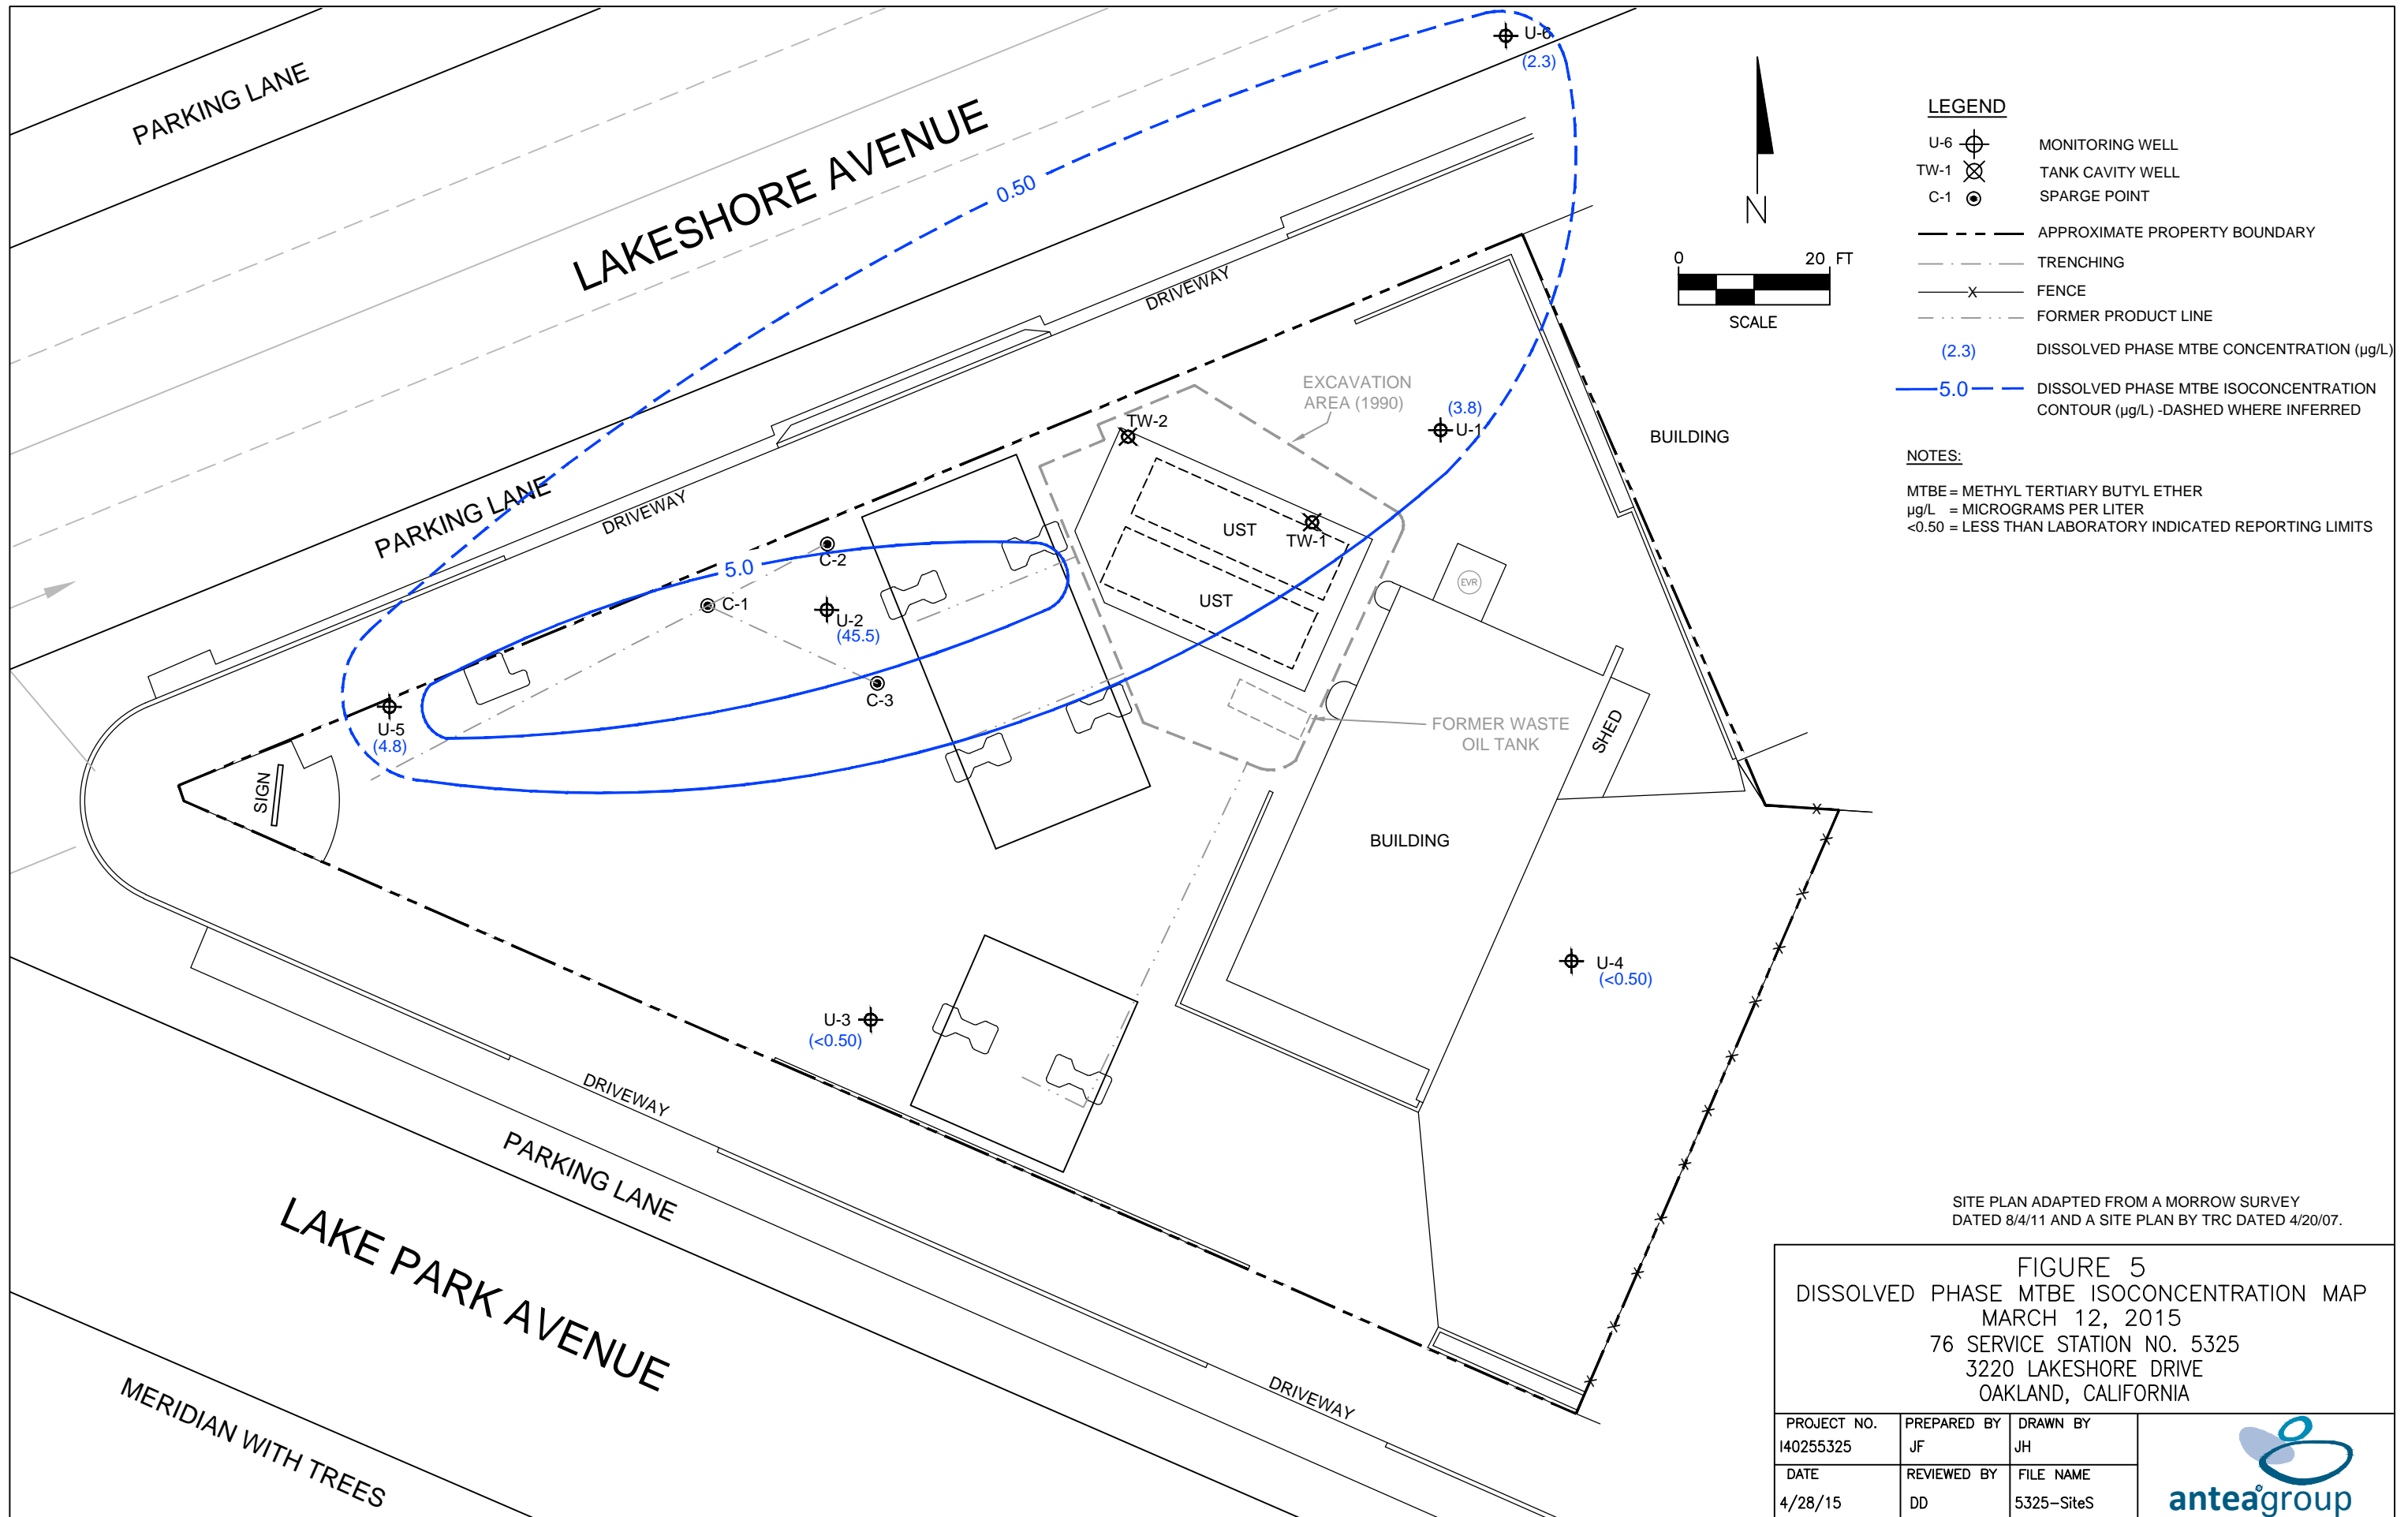 PARKING LANE
LAKESHORE AVENUE
0.50
U-6
(2.3)
N
0 20 FT
SCALE
LEGEND
U-6 MONITORING WELL
TW-1 TANK CAVITY WELL
C-1 SPARGE POINT
APPROXIMATE PROPERTY BOUNDARY
TRENCHING
X FENCE
FORMER PRODUCT LINE
(2.3) DISSOLVED PHASE MTBE CONCENTRATION (µg/L)
5.0 DISSOLVED PHASE MTBE ISOCONCENTRATION
CONTOUR (µg/L) -DASHED WHERE INFERRED
NOTES:
MTBE = METHYL TERTIARY BUTYL ETHER
µg/L = MICROGRAMS PER LITER
<0.50 = LESS THAN LABORATORY INDICATED REPORTING LIMITS
DRIVEWAY
EXCAVATION
AREA (1990)
(3.8)
U-1
BUILDING
TW-2
PARKING LANE
DRIVEWAY
UST
TW-1
UST
C-2
5.0
C-1
U-2
(45.5)
EVR
C-3
U-5
(4.8)
FORMER WASTE
OIL TANK
SHED
SIGN
BUILDING
U-4
(<0.50)
U-3
(<0.50)
DRIVEWAY
PARKING LANE
LAKE PARK AVENUE
DRIVEWAY
MERIDIAN WITH TREES
SITE PLAN ADAPTED FROM A MORROW SURVEY
DATED 8/4/11 AND A SITE PLAN BY TRC DATED 4/20/07.
FIGURE 5
DISSOLVED PHASE MTBE ISOCONCENTRATION MAP
MARCH 12, 2015
76 SERVICE STATION NO. 5325
3220 LAKESHORE DRIVE
OAKLAND, CALIFORNIA
PROJECT NO. PREPARED BY DRAWN BY
I40255325 JF JH
DATE REVIEWED BY FILE NAME
4/28/15 DD 5325-SiteS
anteagroup